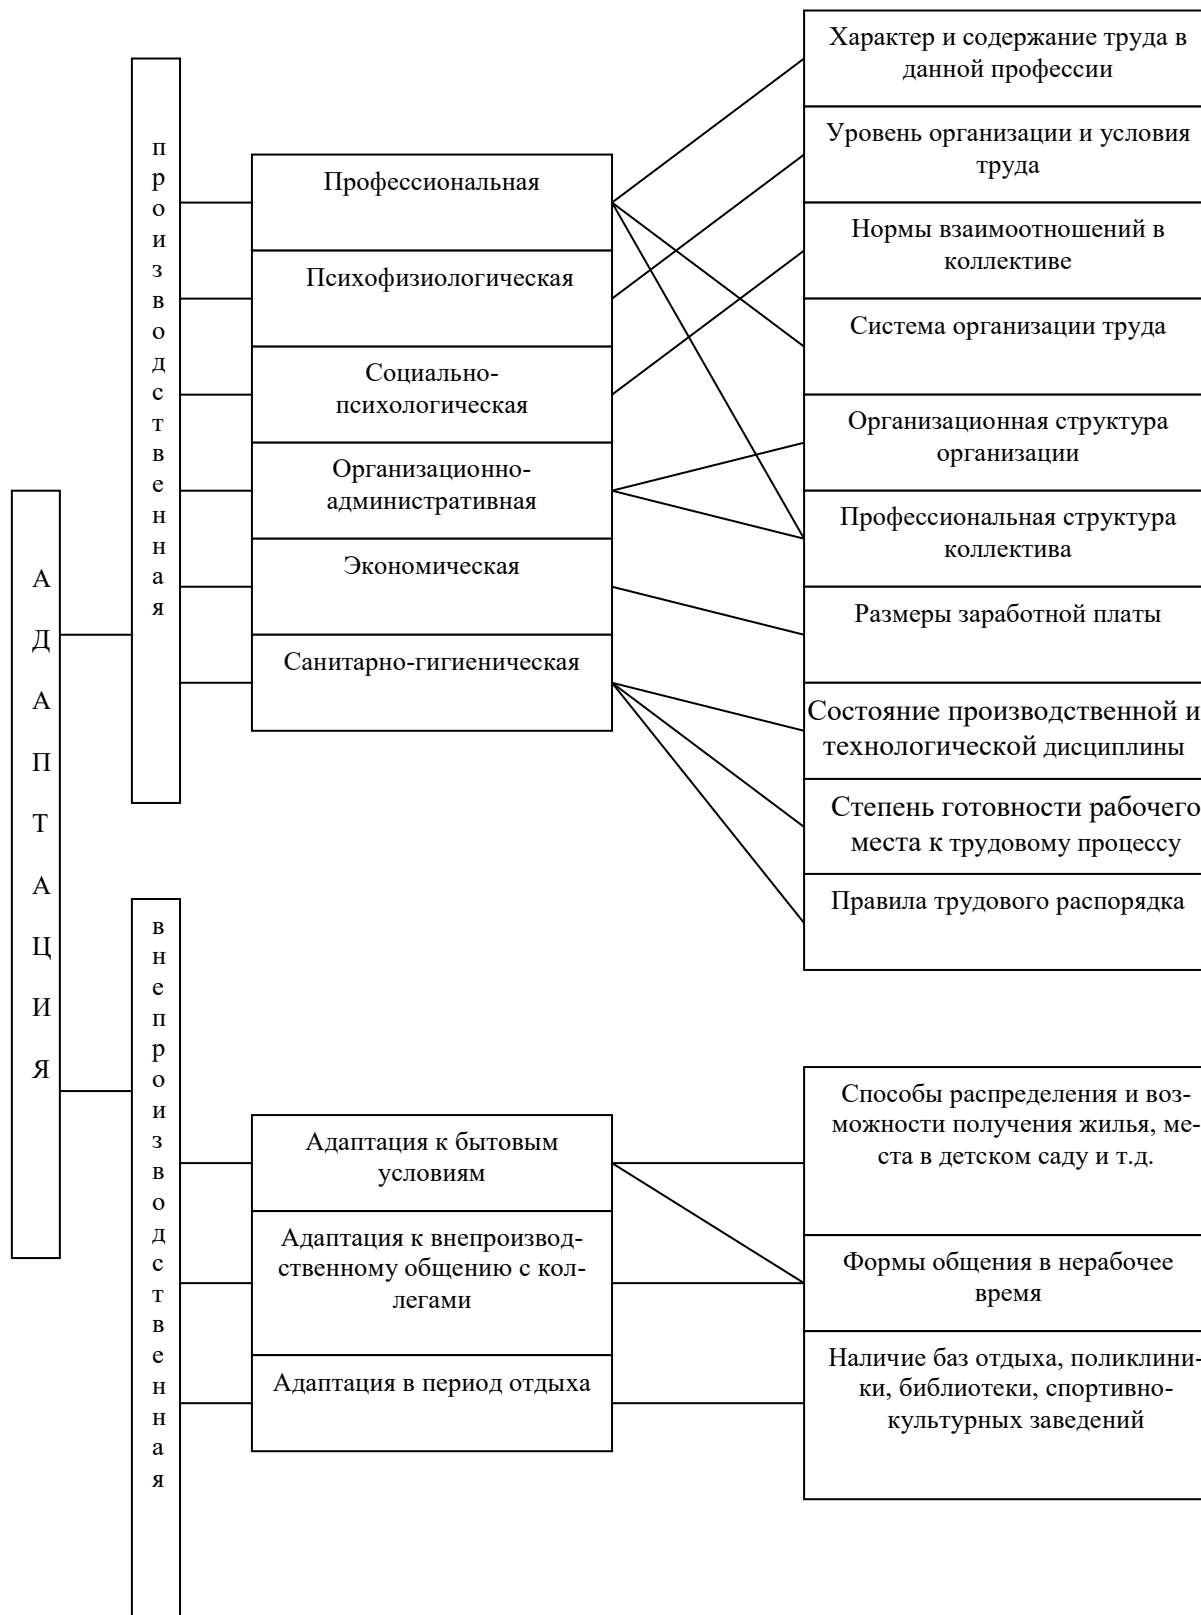 АДАПТАЦИЯ
производственная
Профессиональная
Психофизиологическая
Социально-
психологическая
Организационно-
административная
Экономическая
Санитарно-гигиеническая
Характер и содержание труда в
данной профессии
Уровень организации и условия
труда
Нормы взаимоотношений в
коллективе
Система организации труда
Организационная структура
организации
Профессиональная структура
коллектива
Размеры заработной платы
Состояние производственной и
технологической дисциплины
Степень готовности рабочего
места к трудовому процессу
Правила трудового распорядка
внепроизводственная
Адаптация к бытовым
условиям
Адаптация к внепроизвод-
ственному общению с кол-
легами
Адаптация в период отдыха
Способы распределения и воз-
можности получения жилья, ме-
ста в детском саду и т.д.
Формы общения в нерабочее
время
Наличие баз отдыха, поликлини-
ки, библиотеки, спортивно-
культурных заведений